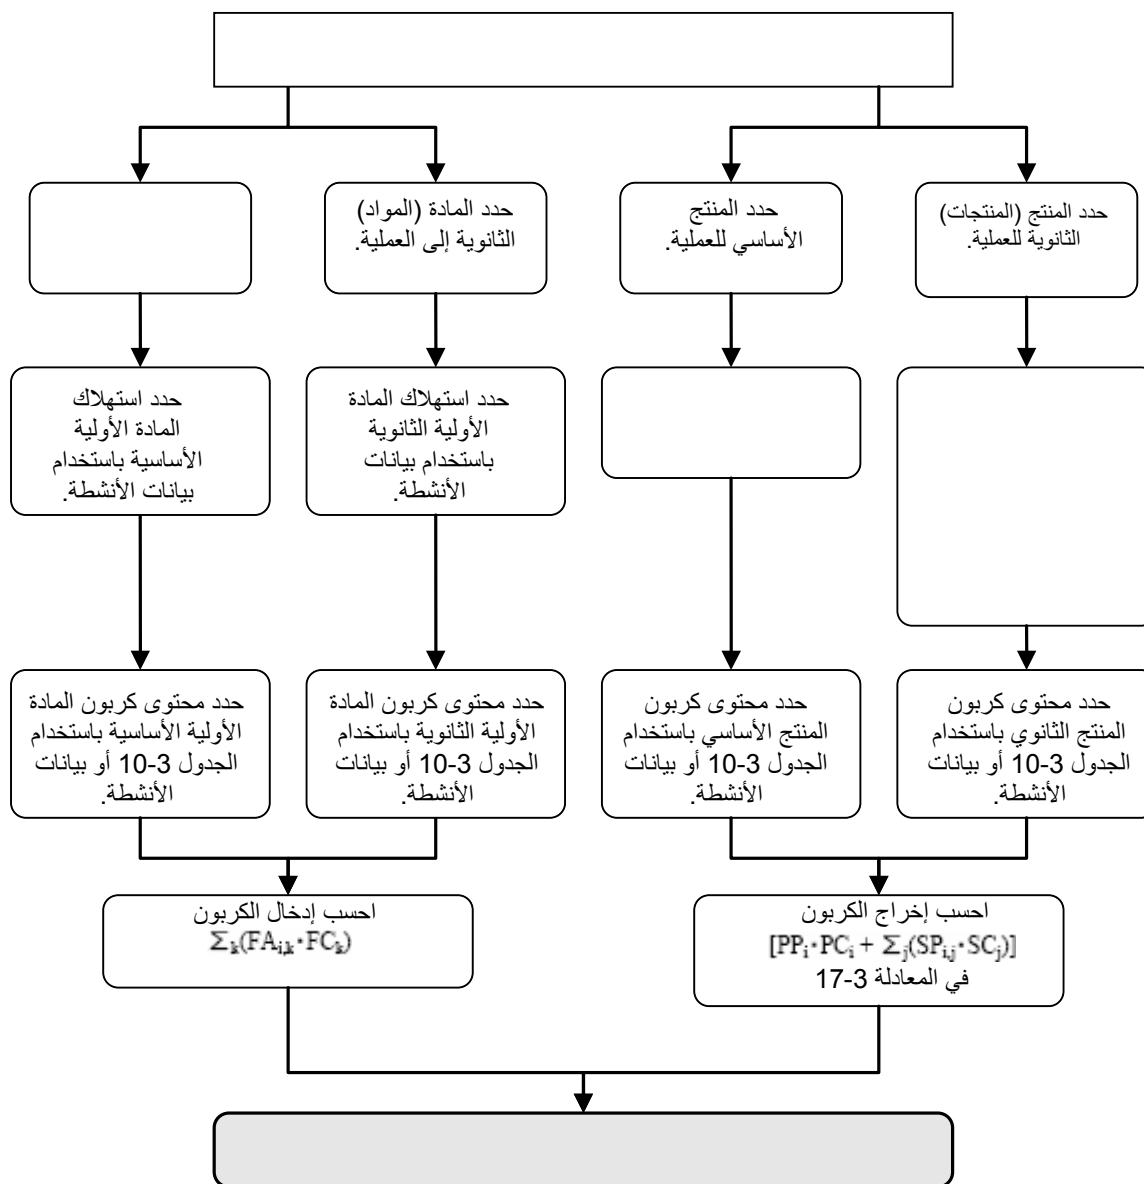 حدد المادة (المواد)
الثانوية إلى العملية.
حدد المنتج
الأساسي للعملية.
حدد المنتج (المنتجات)
الثانوية للعملية.
حدد استهلاك
المادة الأولية
الأساسية باستخدام
بيانات الأنشطة.
حدد استهلاك المادة
الأولية الثانوية
باستخدام بيانات
الأنشطة.
حدد محتوى كربون المادة
الأولية الأساسية باستخدام
الجدول 3-10 أو بيانات
الأنشطة.
حدد محتوى كربون المادة
الأولية الثانوية باستخدام
الجدول 3-10 أو بيانات
الأنشطة.
حدد محتوى كربون
المنتج الأساسي باستخدام
الجدول 3-10 أو بيانات
الأنشطة.
حدد محتوى كربون
المنتج الثانوي باستخدام
الجدول 3-10 أو بيانات
الأنشطة.
احسب إدخال الكربون
Σk(FAi,k·FCk)
احسب إخراج الكربون
[PPi·PCi + Σj(SPi,j·SCj)]
في المعادلة 3-17